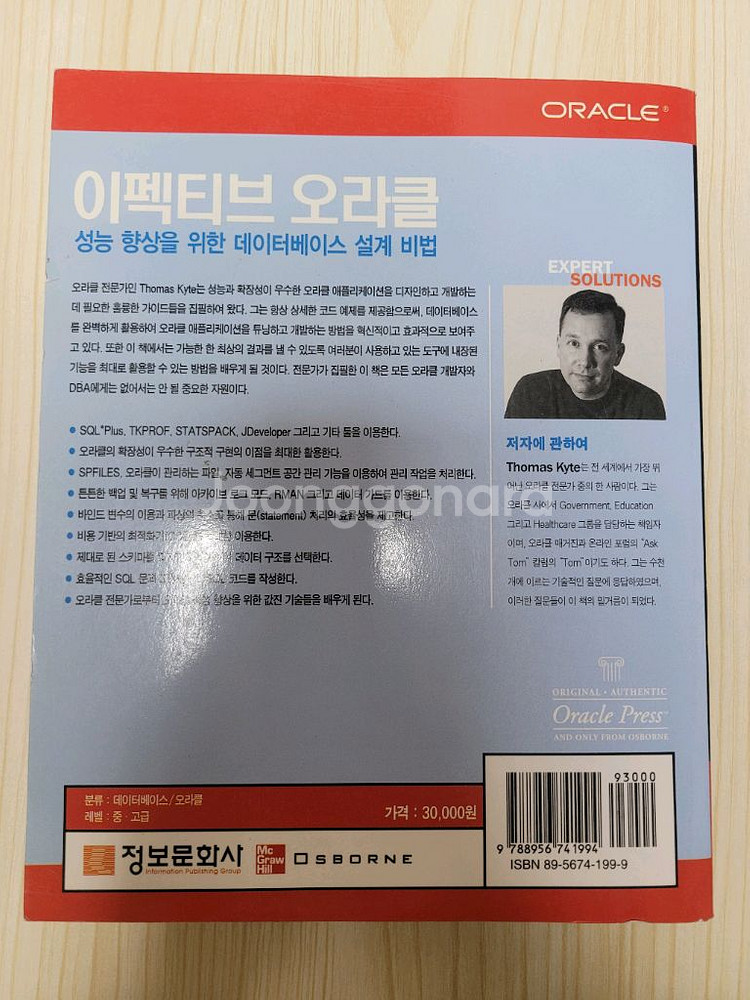 ORACLE®
이펙티브 오라클
성능 향상을 위한 데이터베이스 설계 비법
오라클 전문가인 Thomas Kyte는 성능과 확장성이 우수한 오라클 애플리케이션을 디자인하고 개발하는
데 필요한 훌륭한 가이드들을 집필하여 왔다. 그는 항상 상세한 코드 예제를 제공함으로써, 데이터베이스
를 완벽하게 활용하여 오라클 애플리케이션을 튜닝하고 개발하는 방법을 혁신적이고 효과적으로 보여주
고 있다. 또한 이 책에서는 가능한 한 최상의 결과를 낼 수 있도록 여러분이 사용하고 있는 도구에 내장된
기능을 최대로 활용할 수 있는 방법을 배우게 될 것이다. 전문가가 집필한 이 책은 모든 오라클 개발자와
DBA에게는 없어서는 안 될 중요한 자원이다.
● SQL*Plus, TKPROF, STATSPACK, JDeveloper 그리고 기타 툴을 이용한다.
● 오라클의 확장성이 우수한 구조적 구현의 이점을 최대한 활용한다.
● SPFILES, 오라클이 관리하는 파일, 자동 세그먼트 공간 관리 기능을 이용하여 관리 작업을 처리한다.
● 튼튼한 백업 및 복구를 위해 아카이브 로그 모드, RMAN 그리고 데이터 가드를 이용한다.
● 바인드 변수의 이용과 파싱의 통해 문(statement) 처리의 효율성을 제고한다.
● 비용 기반의 최적화기 이용한다.
● 제대로 된 스키마를 데이터 구조를 선택한다.
● 효율적인 SQL 문과 코드를 작성한다.
● 오라클 전문가로부터 향상을 위한 값진 기술들을 배우게 된다.
EXPERT
SOLUTIONS
저자에 관하여
Thomas Kyte는 전 세계에서 가장 뛰
어난 오라클 전문가 중의 한 사람이다. 그는
오라클 사에서 Government, Education
그리고 Healthcare 그룹을 담당하는 책임자
이며, 오라클 매거진과 온라인 포럼의 "Ask
Tom" 칼럼의 "Tom"이기도 하다. 그는 수천
개에 이르는 기술적인 질문에 응답하였으며,
이러한 질문들이 이 책의 밑거름이 되었다.
joonggonara
ORIGINAL • AUTHENTIC
Oracle Press™
AND ONLY FROM OSBORNE
분류 : 데이터베이스/오라클
레벨 : 중 · 고급
가격 : 30,000원
정보문화사
Information Publishing Group
Mc
Graw
Hill
OSBORNE
93000
9 788956 741994
ISBN 89-5674-199-9